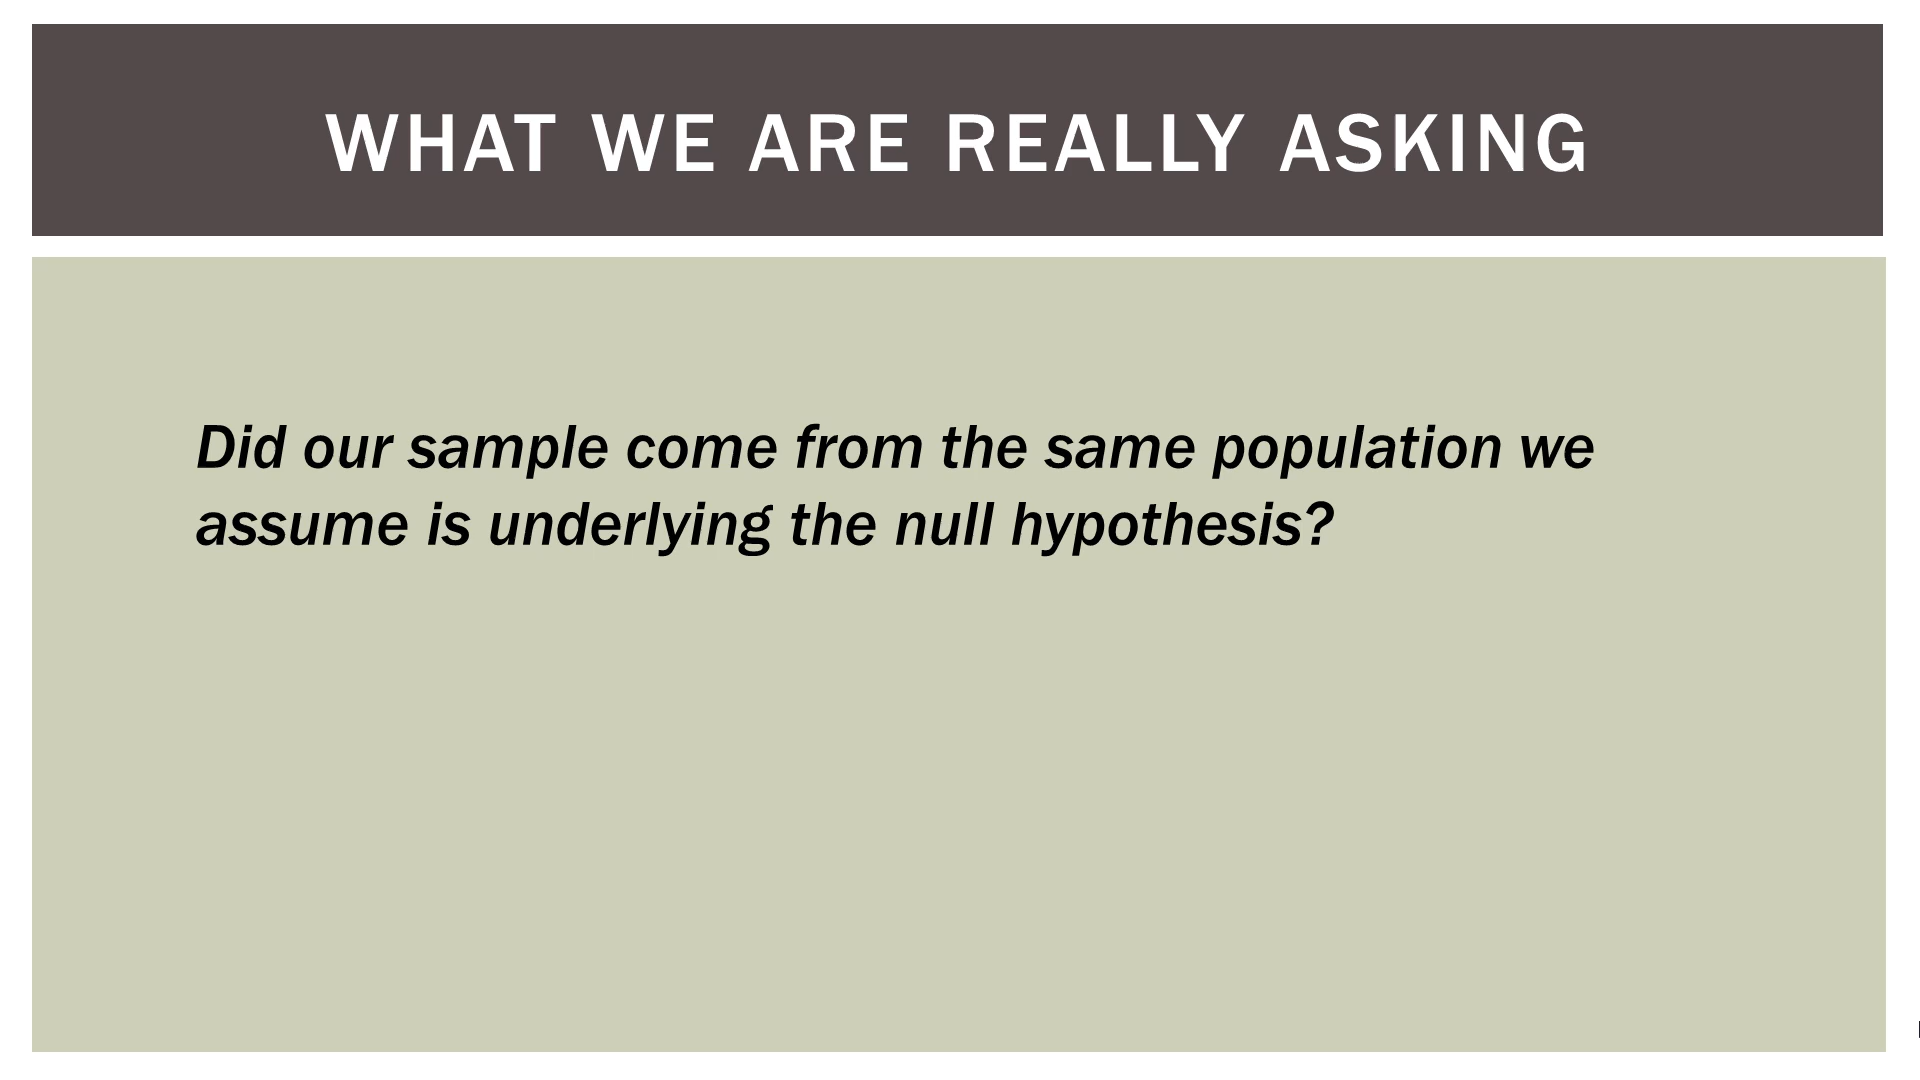 WHAT WE ARE REALLY ASKING
Did our sample come from the same population we
assume is underlying the null hypothesis?